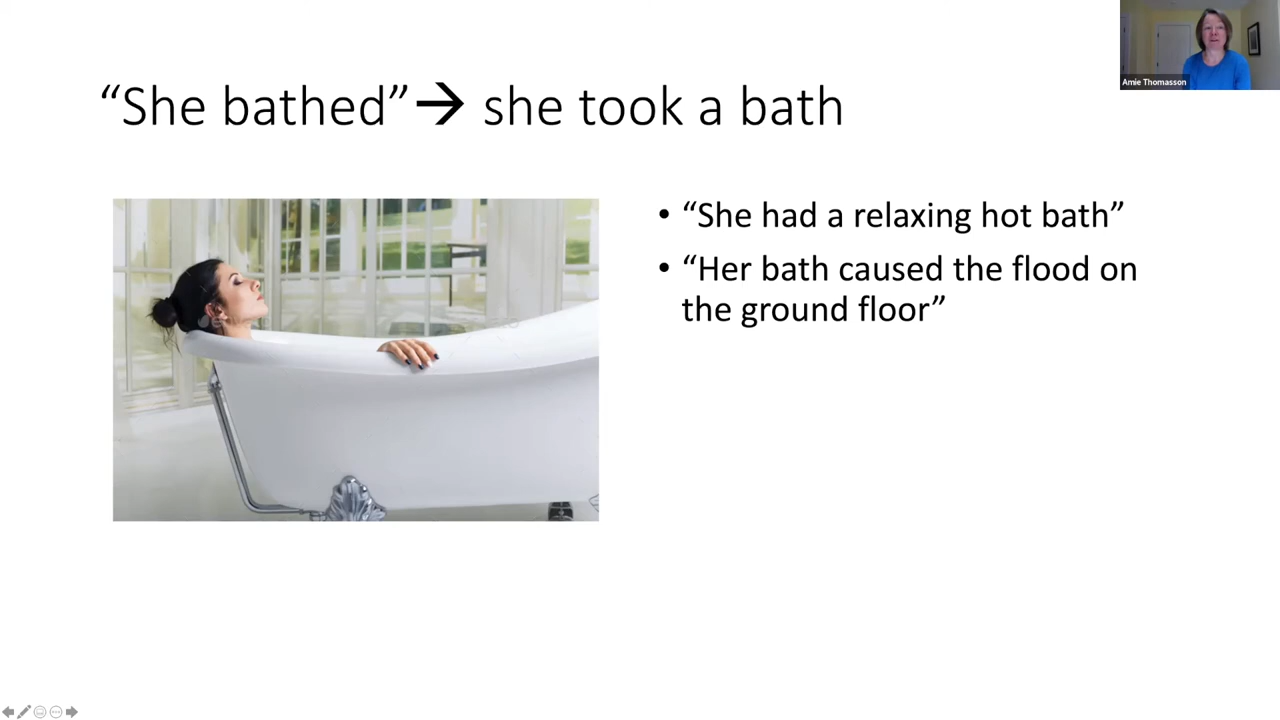 Amie Thomasson
“She bathed”→ she took a bath
• “She had a relaxing hot bath”
• “Her bath caused the flood on
the ground floor”